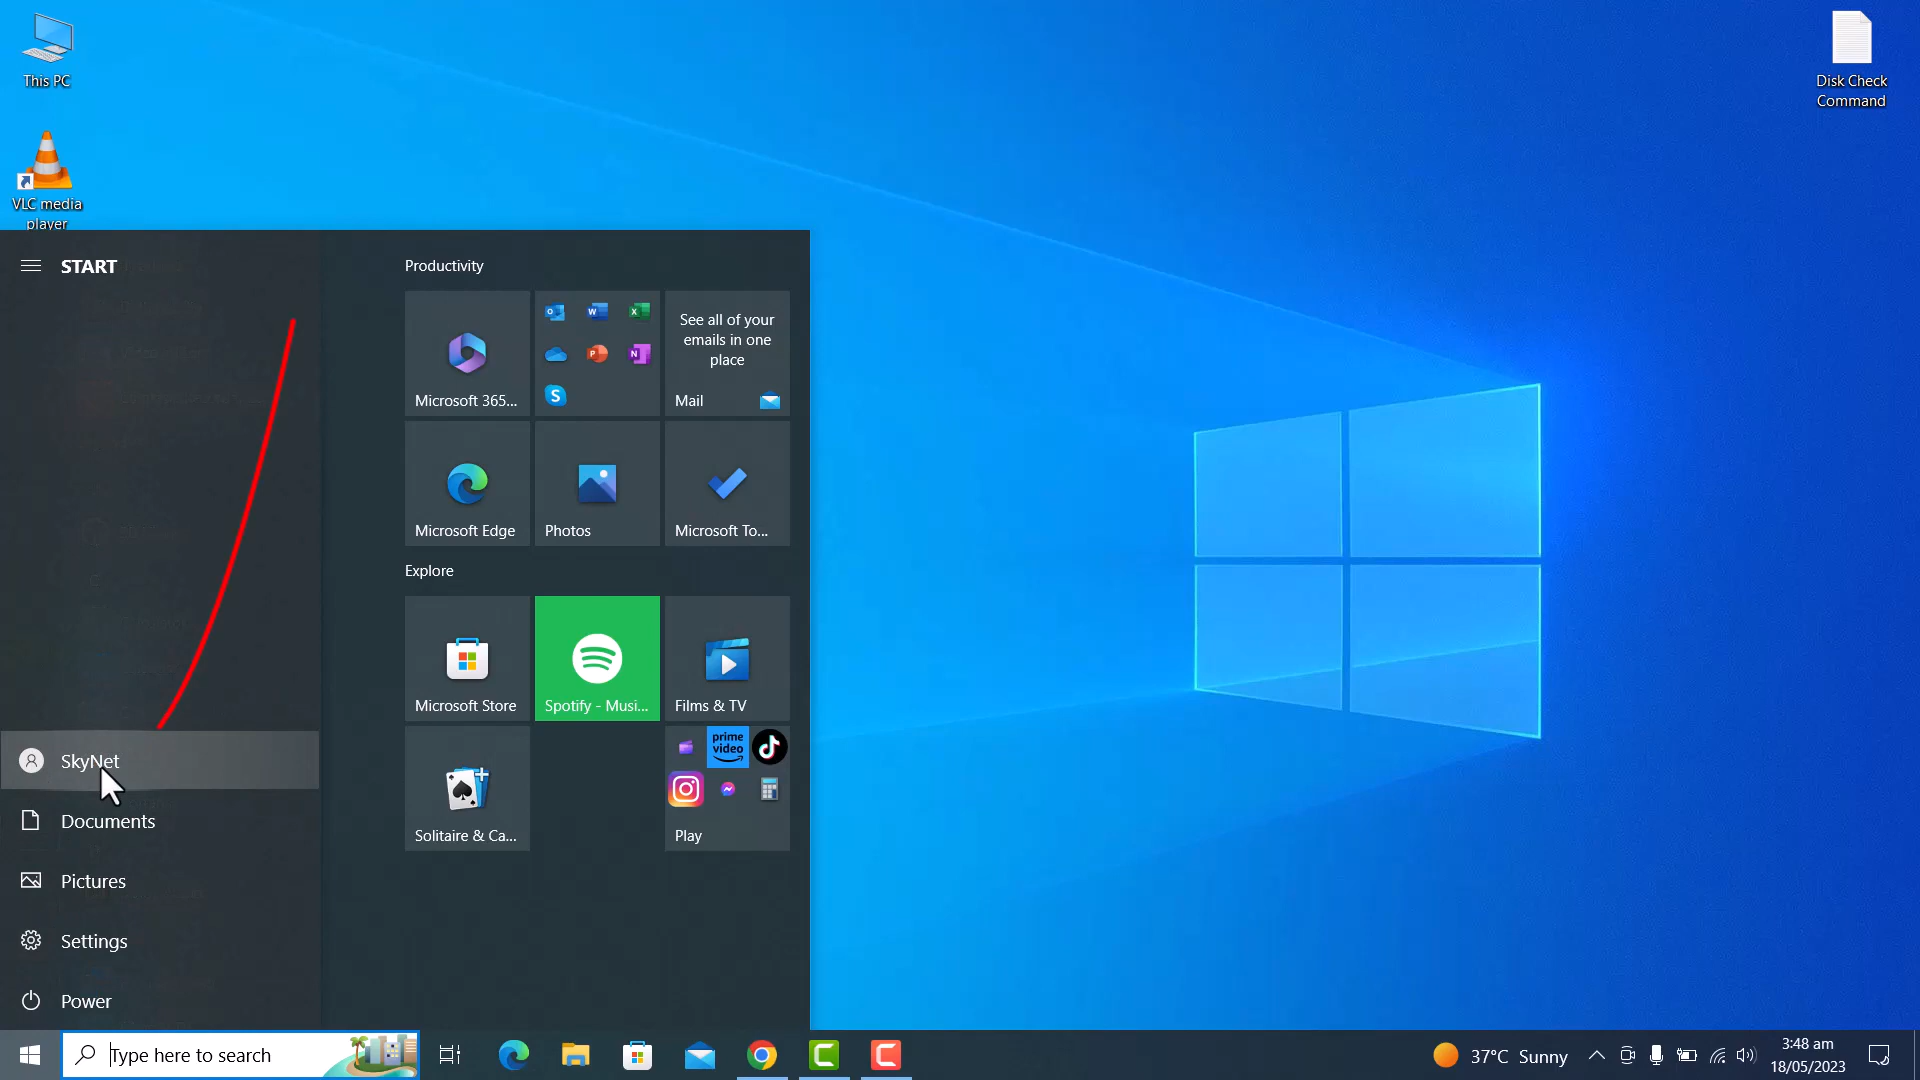 This PC
VLC media
player
Disk Check
Command
START
SkyNet
Documents
Pictures
Settings
Power
Productivity
Microsoft 365...
See all of your
emails in one
place
Mail
Microsoft Edge
Photos
Microsoft To...
Explore
Microsoft Store
Spotify - Musi...
Films & TV
Solitaire & Ca...
prime
video
Play
Type here to search
37°C Sunny
3:48 am
18/05/2023